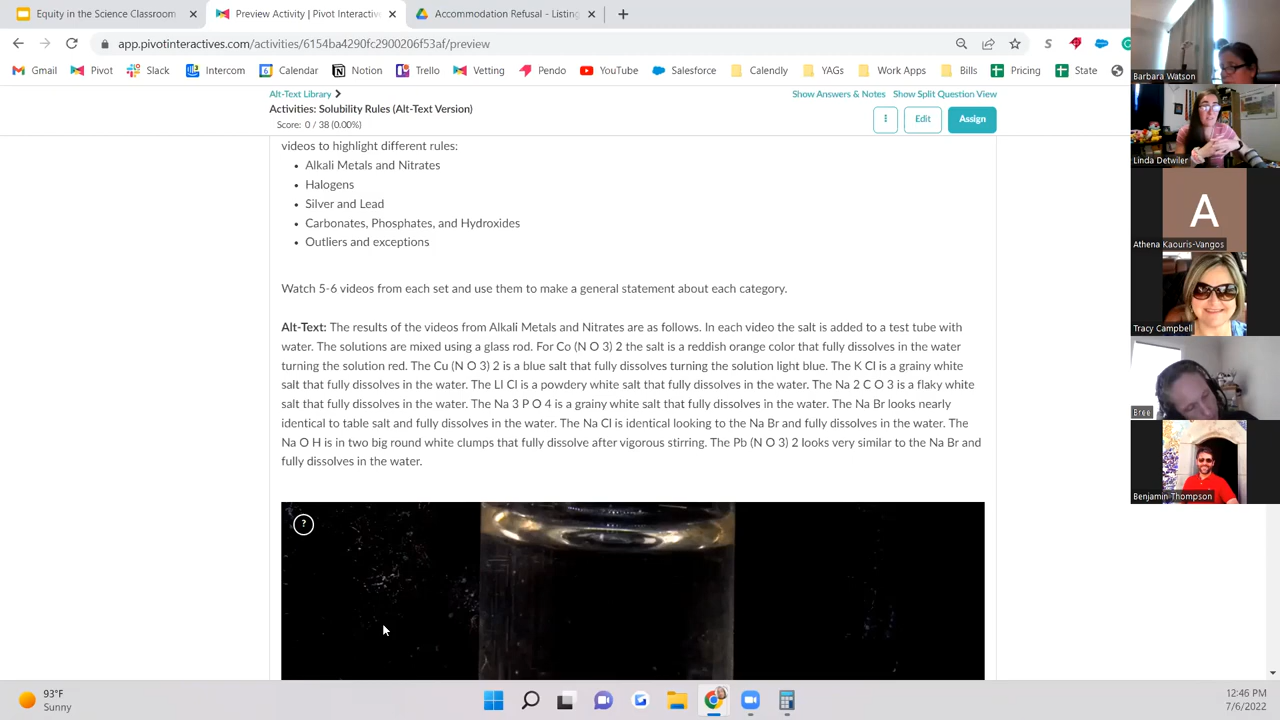 Equity in the Science Classroom
Preview Activity | Pivot Interactive
Accommodation Refusal - Listing
app.pivotinteractives.com/activities/6154ba4290fc2900206f53af/preview
Gmail
Pivot
Slack
Intercom
Calendar
Notion
Trello
Vetting
Pendo
YouTube
Salesforce
Calendly
YAGs
Work Apps
Bills
Pricing
State
Alt-Text Library
Show Answers & Notes
Show Split Question View
Activities: Solubility Rules (Alt-Text Version)
Score: 0 / 38 (0.00%)
Edit
Assign
videos to highlight different rules:
• Alkali Metals and Nitrates
• Halogens
• Silver and Lead
• Carbonates, Phosphates, and Hydroxides
• Outliers and exceptions
Watch 5-6 videos from each set and use them to make a general statement about each category.
Alt-Text: The results of the videos from Alkali Metals and Nitrates are as follows. In each video the salt is added to a test tube with
water. The solutions are mixed using a glass rod. For Co (N O 3) 2 the salt is a reddish orange color that fully dissolves in the water
turning the solution red. The Cu (N O 3) 2 is a blue salt that fully dissolves turning the solution light blue. The K Cl is a grainy white
salt that fully dissolves in the water. The LI Cl is a powdery white salt that fully dissolves in the water. The Na 2 C O 3 is a flaky white
salt that fully dissolves in the water. The Na 3 P O 4 is a grainy white salt that fully dissolves in the water. The Na Br looks nearly
identical to table salt and fully dissolves in the water. The Na Cl is identical looking to the Na Br and fully dissolves in the water. The
Na O H is in two big round white clumps that fully dissolve after vigorous stirring. The Pb (N O 3) 2 looks very similar to the Na Br and
fully dissolves in the water.
?
Barbara Watson
Linda Detwiler
A
Athena Kaouris-Vangos
Tracy Campbell
Bree
Benjamin Thompson
93°F
Sunny
12:46 PM
7/6/2022